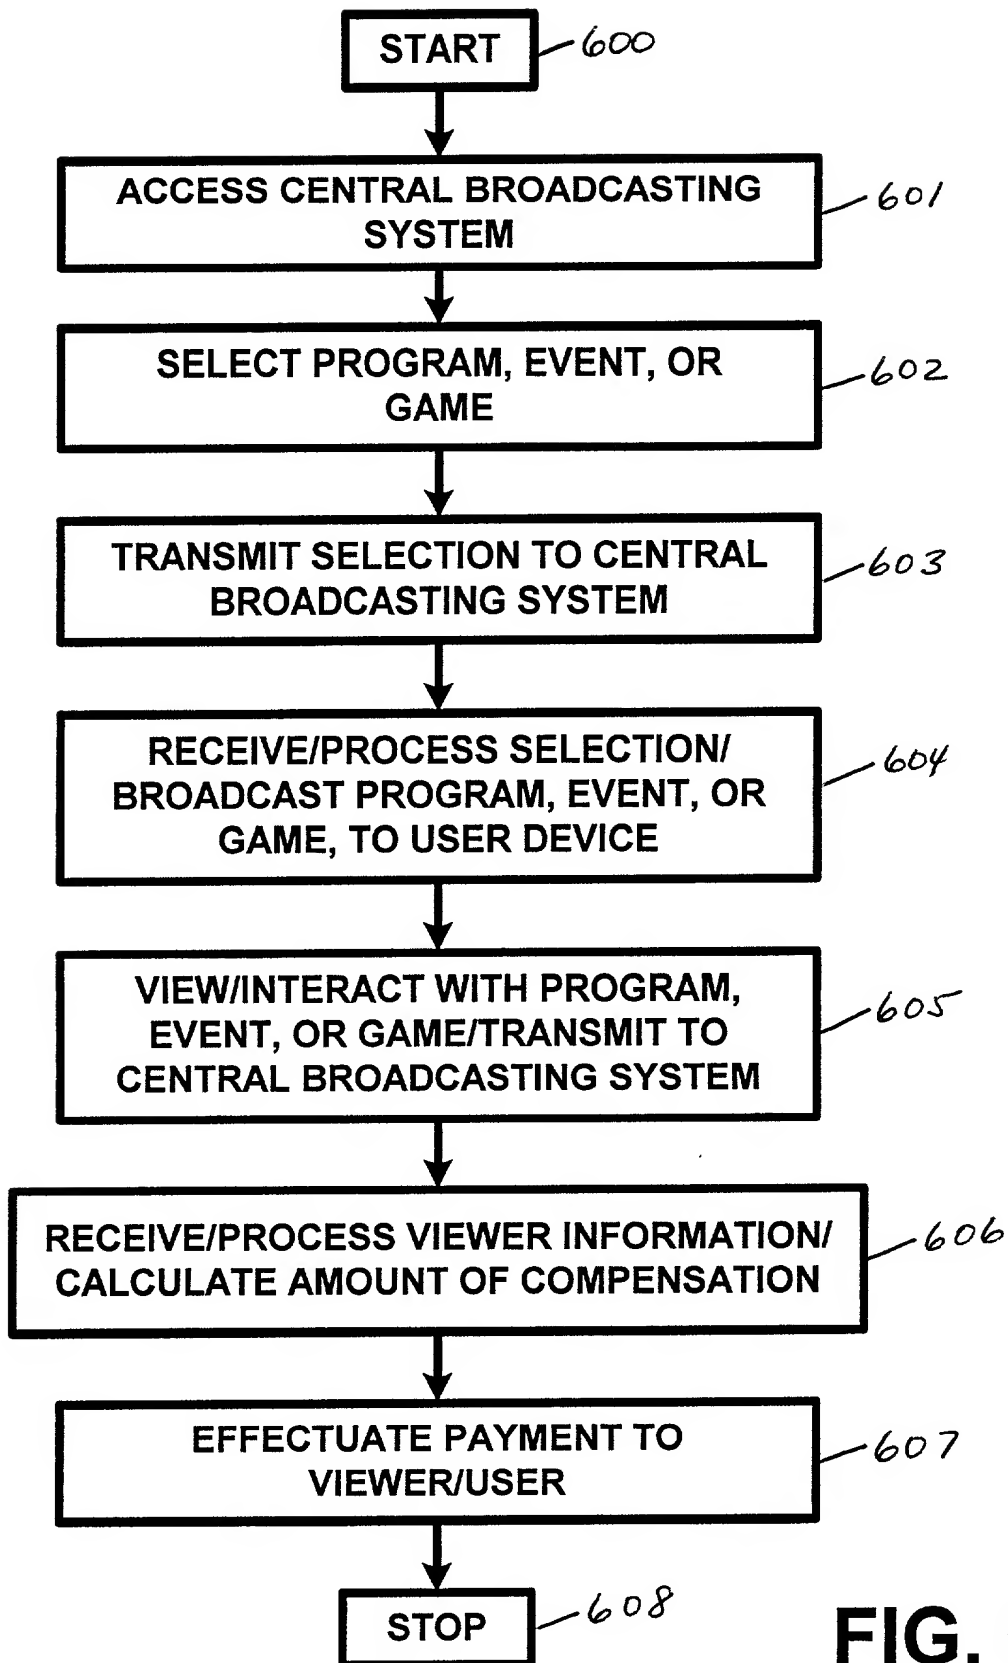 START 600
ACCESS CENTRAL BROADCASTING
SYSTEM
601
SELECT PROGRAM, EVENT, OR
GAME
602
TRANSMIT SELECTION TO CENTRAL
BROADCASTING SYSTEM
603
RECEIVE/PROCESS SELECTION/
BROADCAST PROGRAM, EVENT, OR
GAME, TO USER DEVICE
604
VIEW/INTERACT WITH PROGRAM,
EVENT, OR GAME/TRANSMIT TO
CENTRAL BROADCASTING SYSTEM
605
RECEIVE/PROCESS VIEWER INFORMATION/
CALCULATE AMOUNT OF COMPENSATION
606
EFFECTUATE PAYMENT TO
VIEWER/USER
607
STOP 608
FIG.